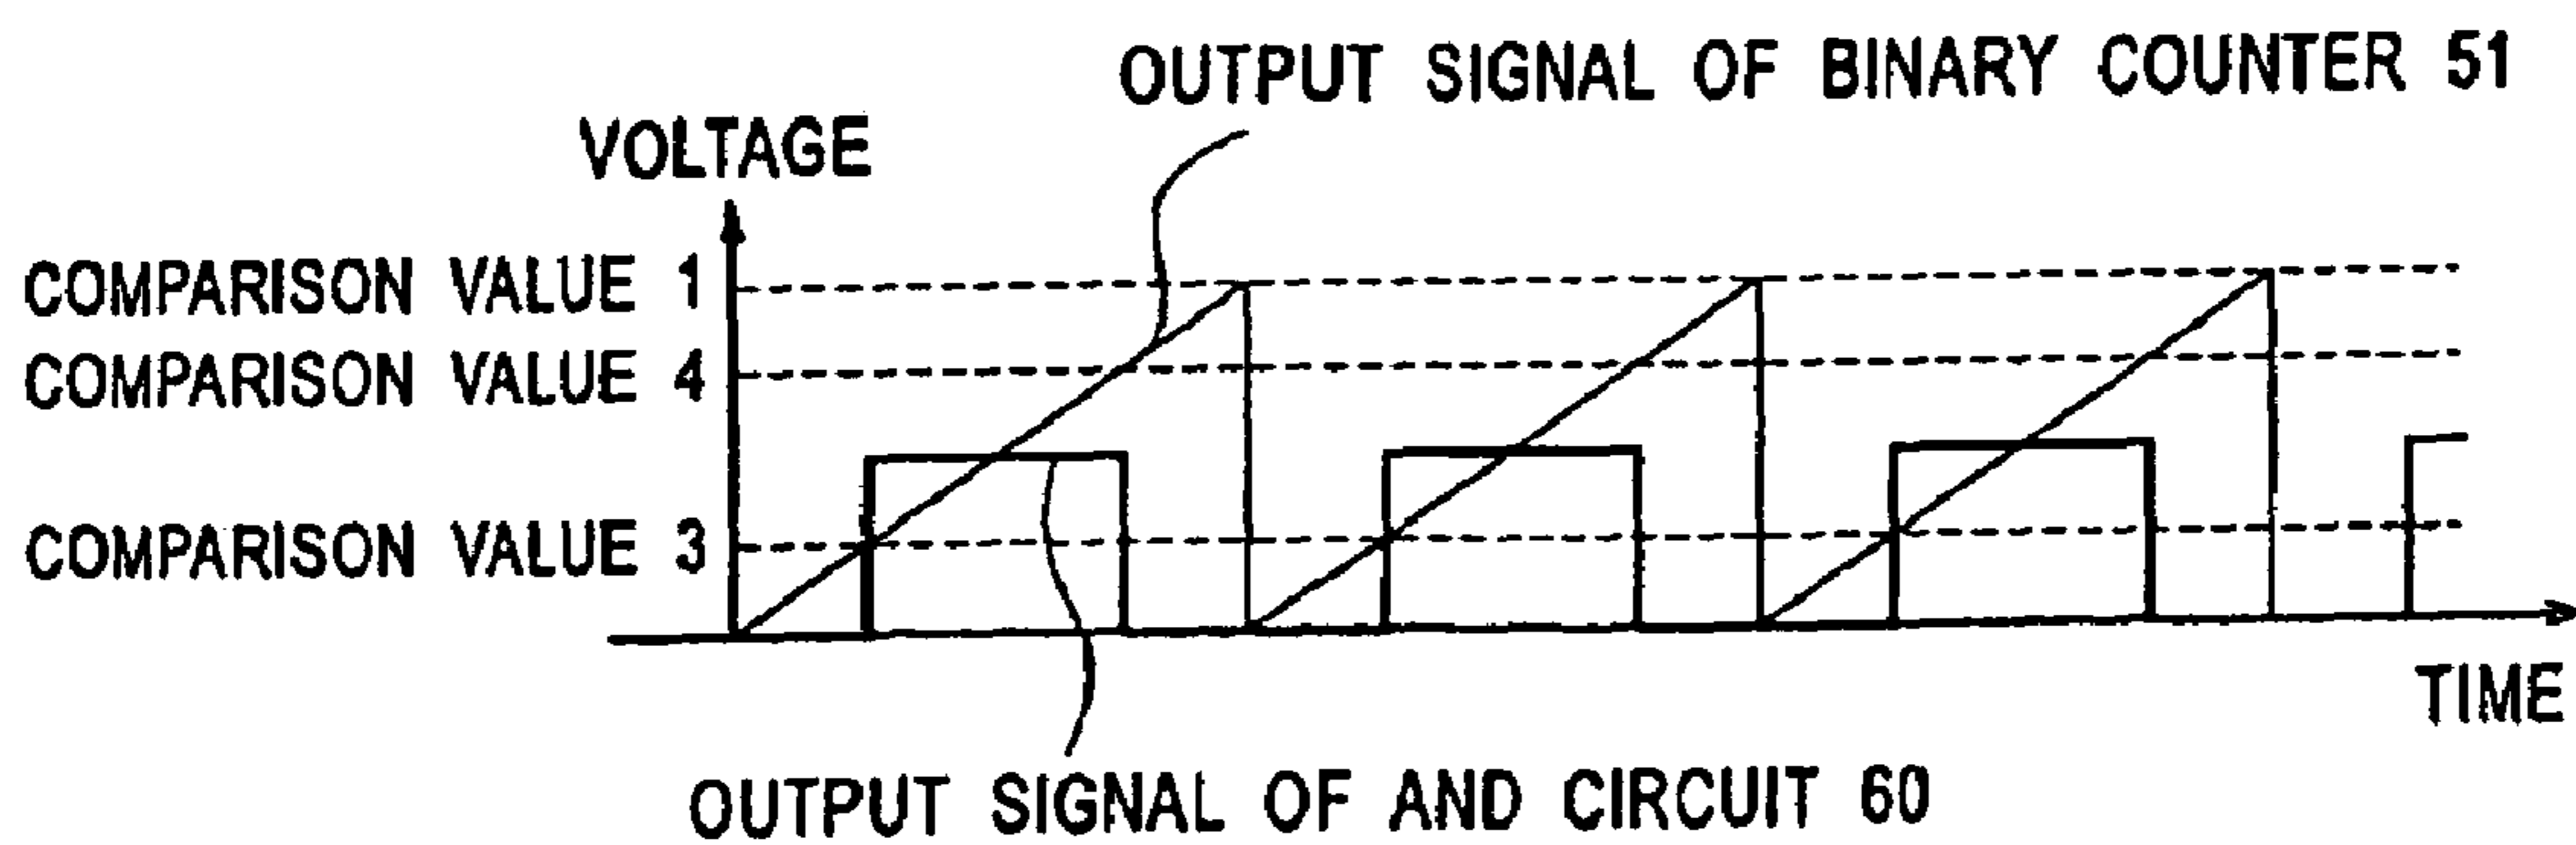 OUTPUT SIGNAL OF BINARY COUNTER 51
VOLTAGE
COMPARISON VALUE 1
COMPARISON VALUE 4
COMPARISON VALUE 3
TIME
OUTPUT SIGNAL OF AND CIRCUIT 60